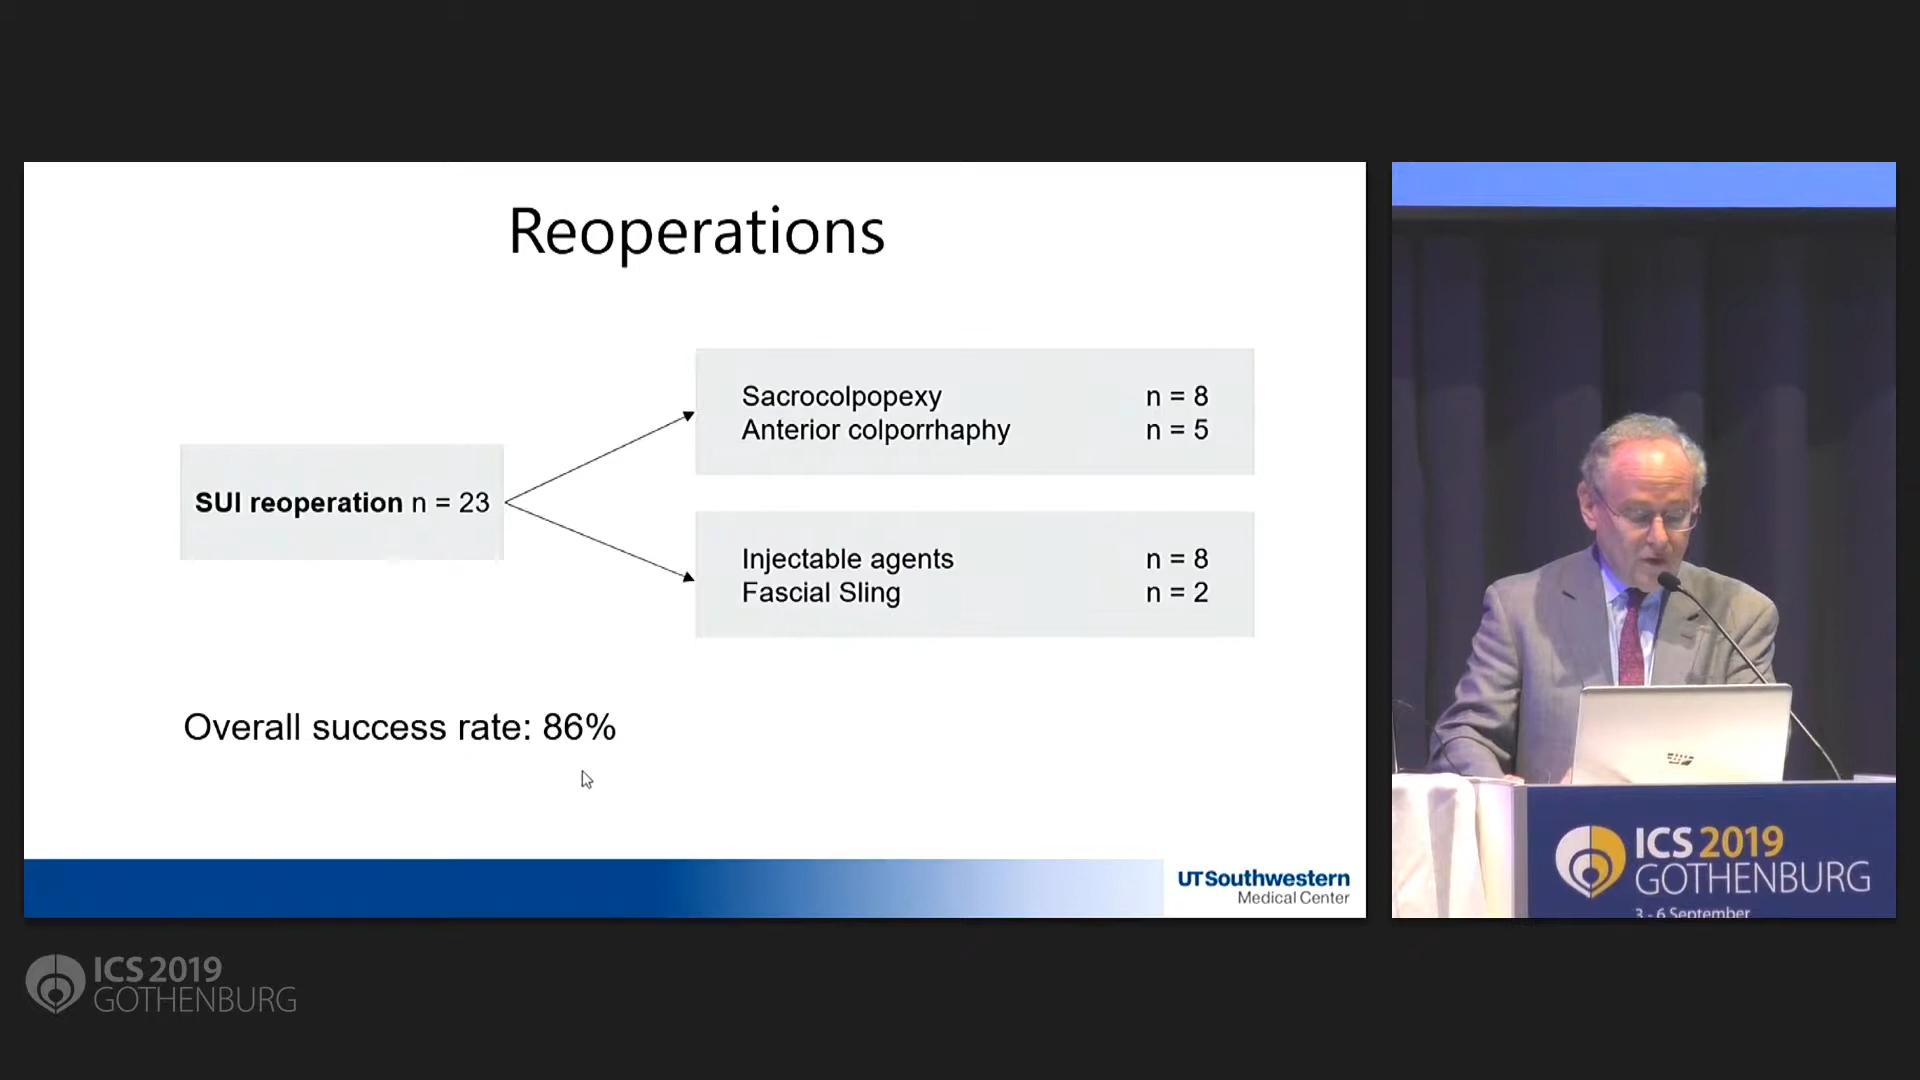 Reoperations
SUI reoperation n = 23
Sacrocolpopexy n = 8
Anterior colporrhaphy n = 5
Injectable agents n = 8
Fascial Sling n = 2
Overall success rate: 86%
UTSouthwestern
Medical Center
ICS 2019
GOTHENBURG
3 - 6 September
ICS 2019
GOTHENBURG